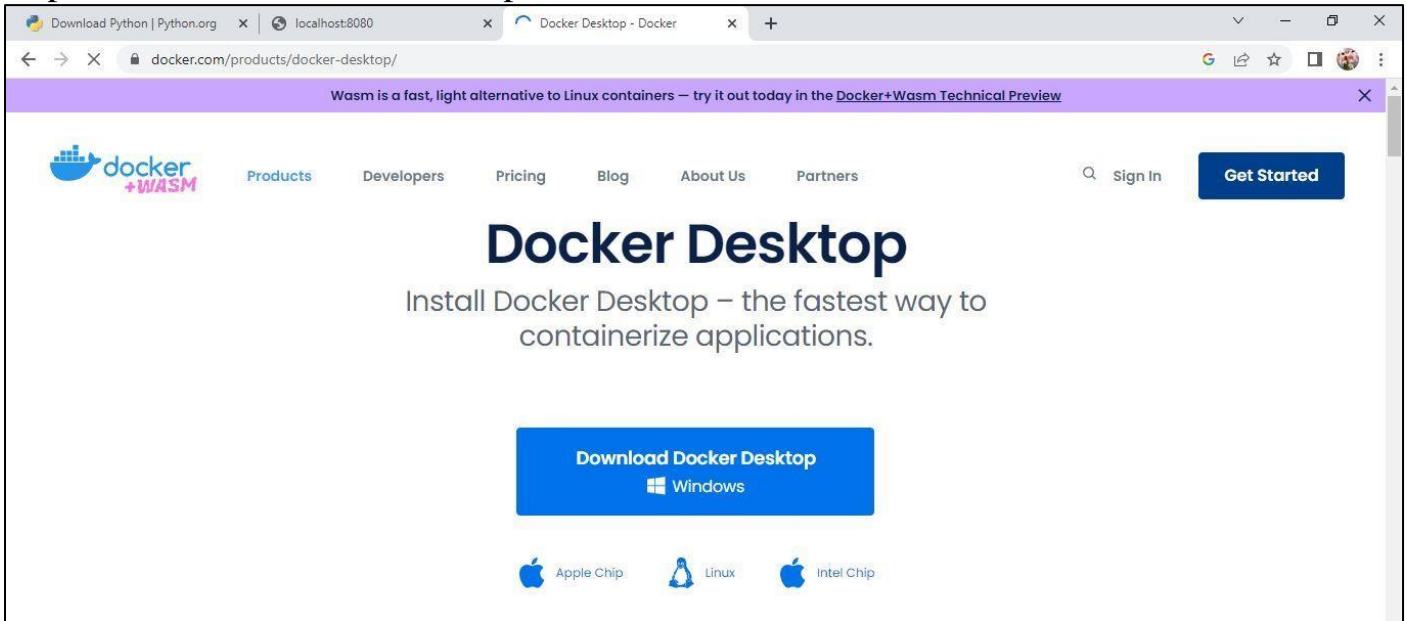 Download Python | Python.org
localhost:8080
Docker Desktop - Docker
docker.com/products/docker-desktop/
Wasm is a fast, light alternative to Linux containers — try it out today in the Docker+Wasm Technical Preview
docker
+WASM
Products Developers Pricing Blog About Us Partners Sign In Get Started
Docker Desktop
Install Docker Desktop – the fastest way to
containerize applications.
Download Docker Desktop
Windows
Apple Chip Linux Intel Chip